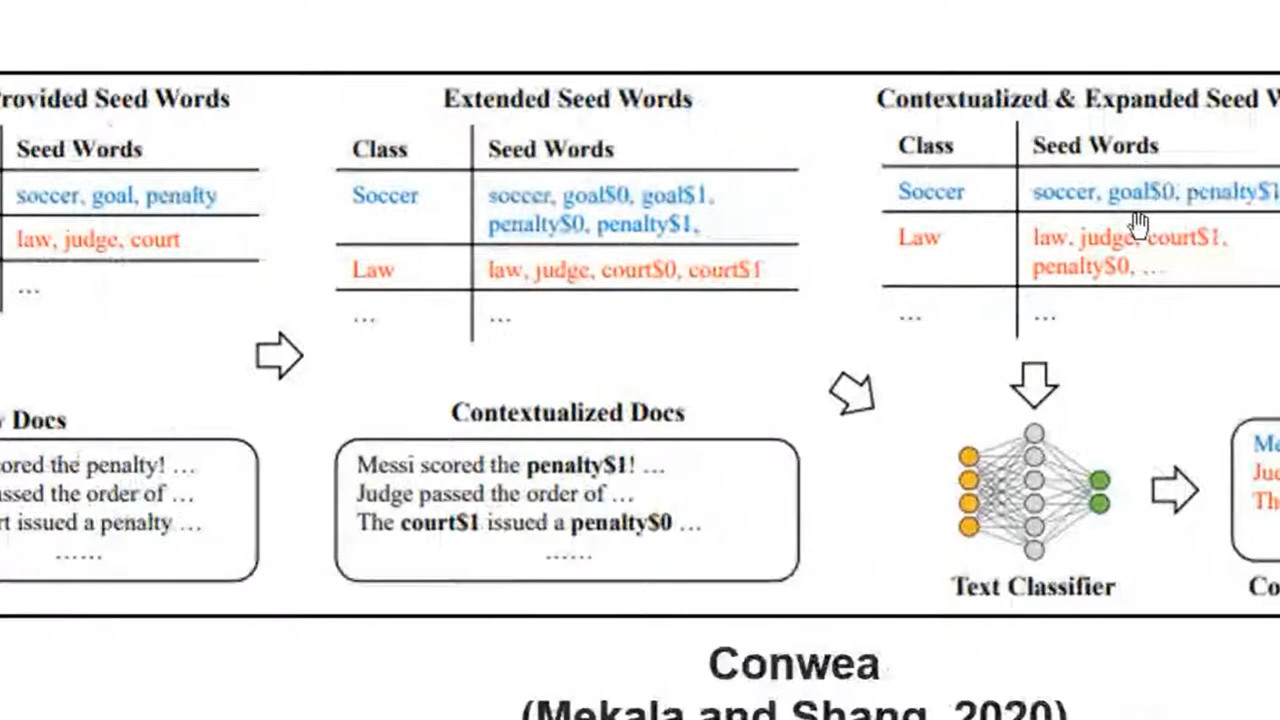 rovided Seed Words
Seed Words
soccer, goal, penalty
law, judge, court
...
Docs
ored the penalty! ...
ssed the order of ...
rt issued a penalty ...
......
Extended Seed Words
Class Seed Words
Soccer soccer, goal$0, goal$1,
penalty$0, penalty$1,
Law law, judge, court$0, court$1
... ...
Contextualized Docs
Messi scored the penalty$1! ...
Judge passed the order of ...
The court$1 issued a penalty$0 ...
......
Contextualized & Expanded Seed W
Class Seed Words
Soccer soccer, goal$0, penalty$1
Law law, judge, court$1,
penalty$0, ...
... ...
Text Classifier
Me
Jud
The
Co
Conwea
(Mekala and Shang, 2020)